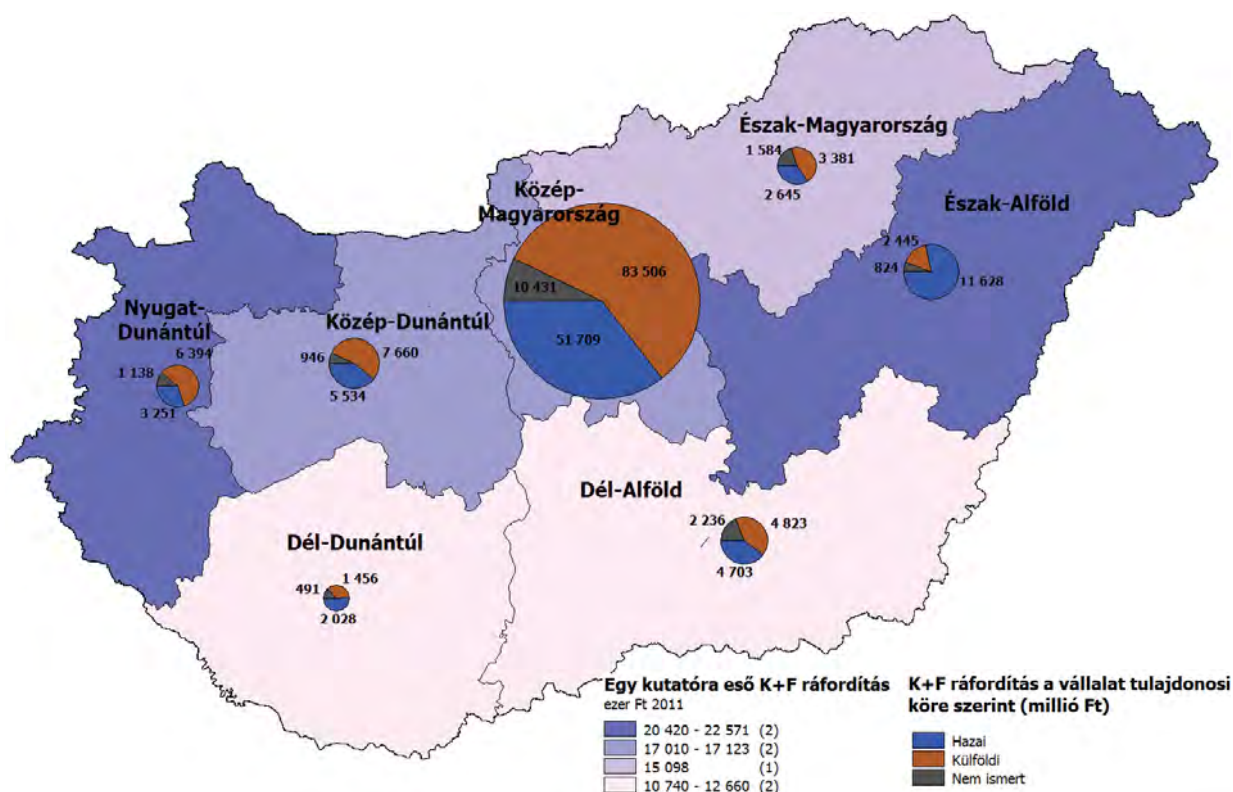 Észak-Magyarország
1 584
3 381
2 645
Közép-
Magyarország
83 506
10 431
51 709
Észak-Alföld
2 445
824
11 628
Nyugat-
Dunántúl
6 394
1 138
3 251
Közép-Dunántúl
946
7 660
5 534
Dél-Alföld
2 236
4 823
4 703
Dél-Dunántúl
491
1 456
2 028
Egy kutatóra eső K+F ráfordítás
ezer Ft 2011
20 420 - 22 571 (2)
17 010 - 17 123 (2)
15 098 (1)
10 740 - 12 660 (2)
K+F ráfordítás a vállalat tulajdonosi
köre szerint (millió Ft)
Hazai
Külföldi
Nem ismert